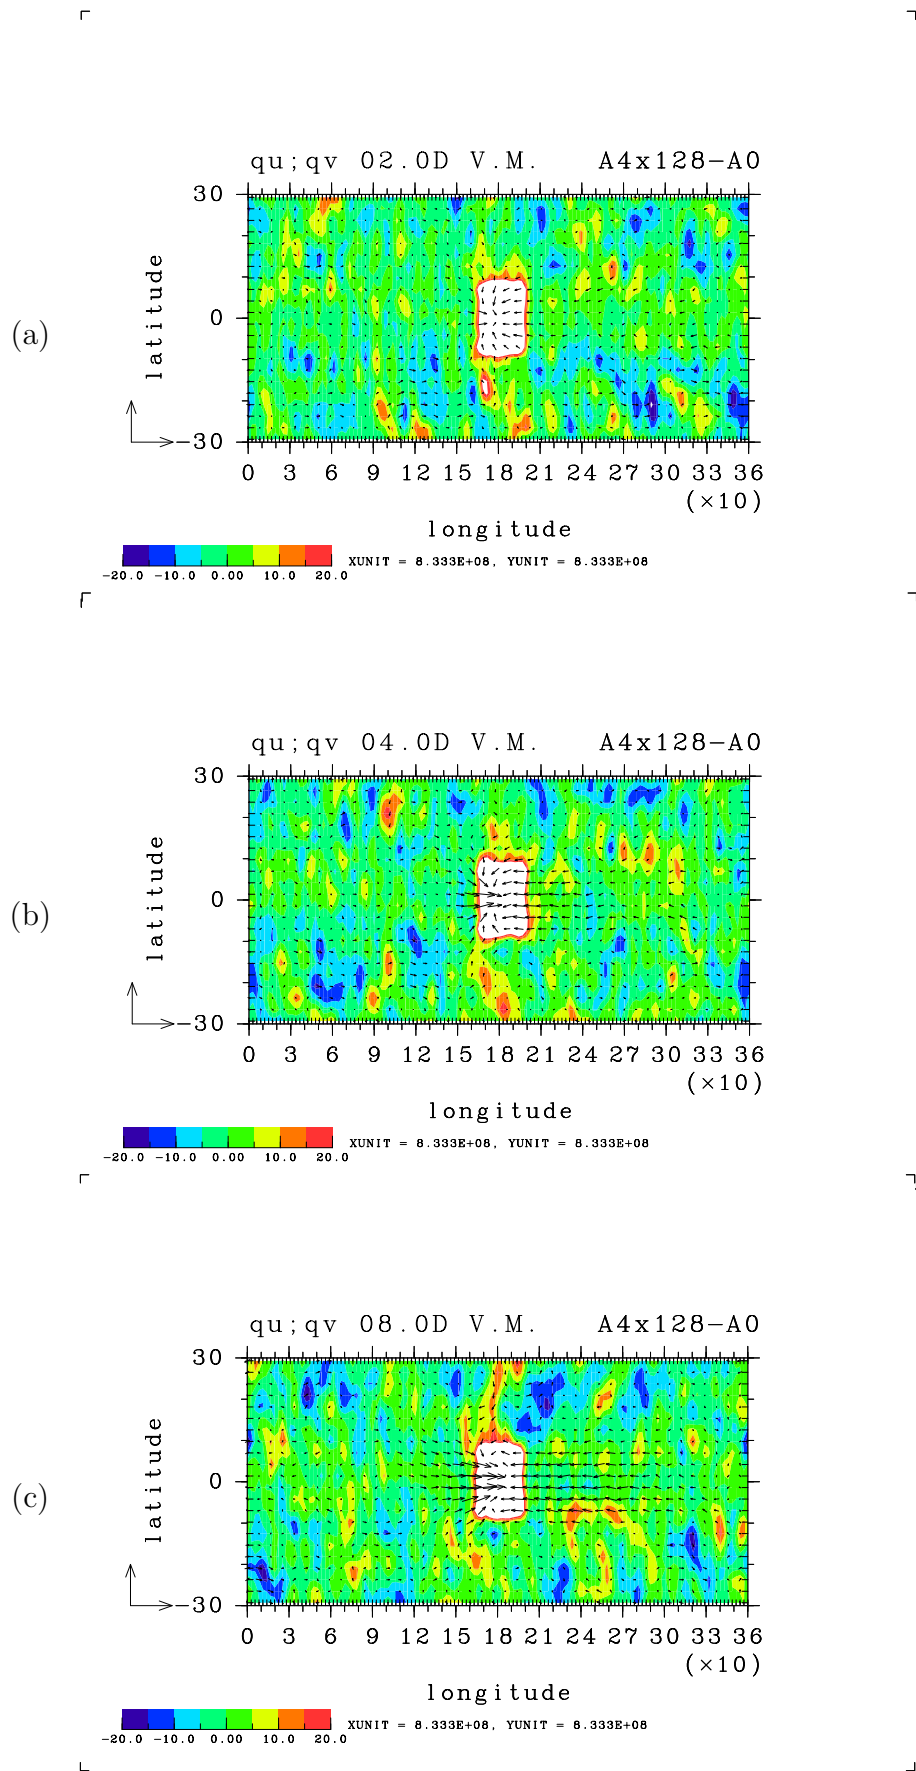 qu;qv 02.0D V.M. A4x128−A0
30
0
−30
latitude
(a)
0 3 6 9 12 15 18 21 24 27 30 33 36
(×10)
longitude
−20.0 −10.0 0.00 10.0 20.0
XUNIT = 8.333E+08, YUNIT = 8.333E+08
qu;qv 04.0D V.M. A4x128−A0
30
0
−30
latitude
(b)
0 3 6 9 12 15 18 21 24 27 30 33 36
(×10)
longitude
−20.0 −10.0 0.00 10.0 20.0
XUNIT = 8.333E+08, YUNIT = 8.333E+08
qu;qv 08.0D V.M. A4x128−A0
30
0
−30
latitude
(c)
0 3 6 9 12 15 18 21 24 27 30 33 36
(×10)
longitude
−20.0 −10.0 0.00 10.0 20.0
XUNIT = 8.333E+08, YUNIT = 8.333E+08